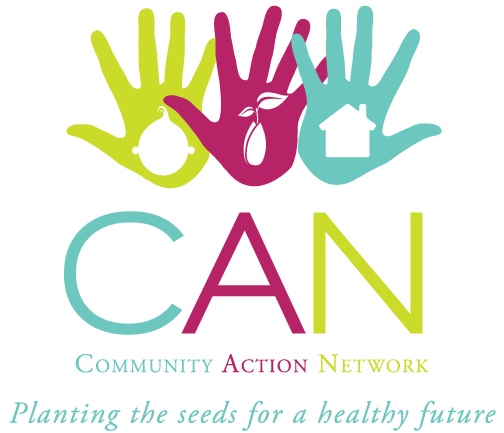 CAN
COMMUNITY ACTION NETWORK
Planting the seeds for a healthy future